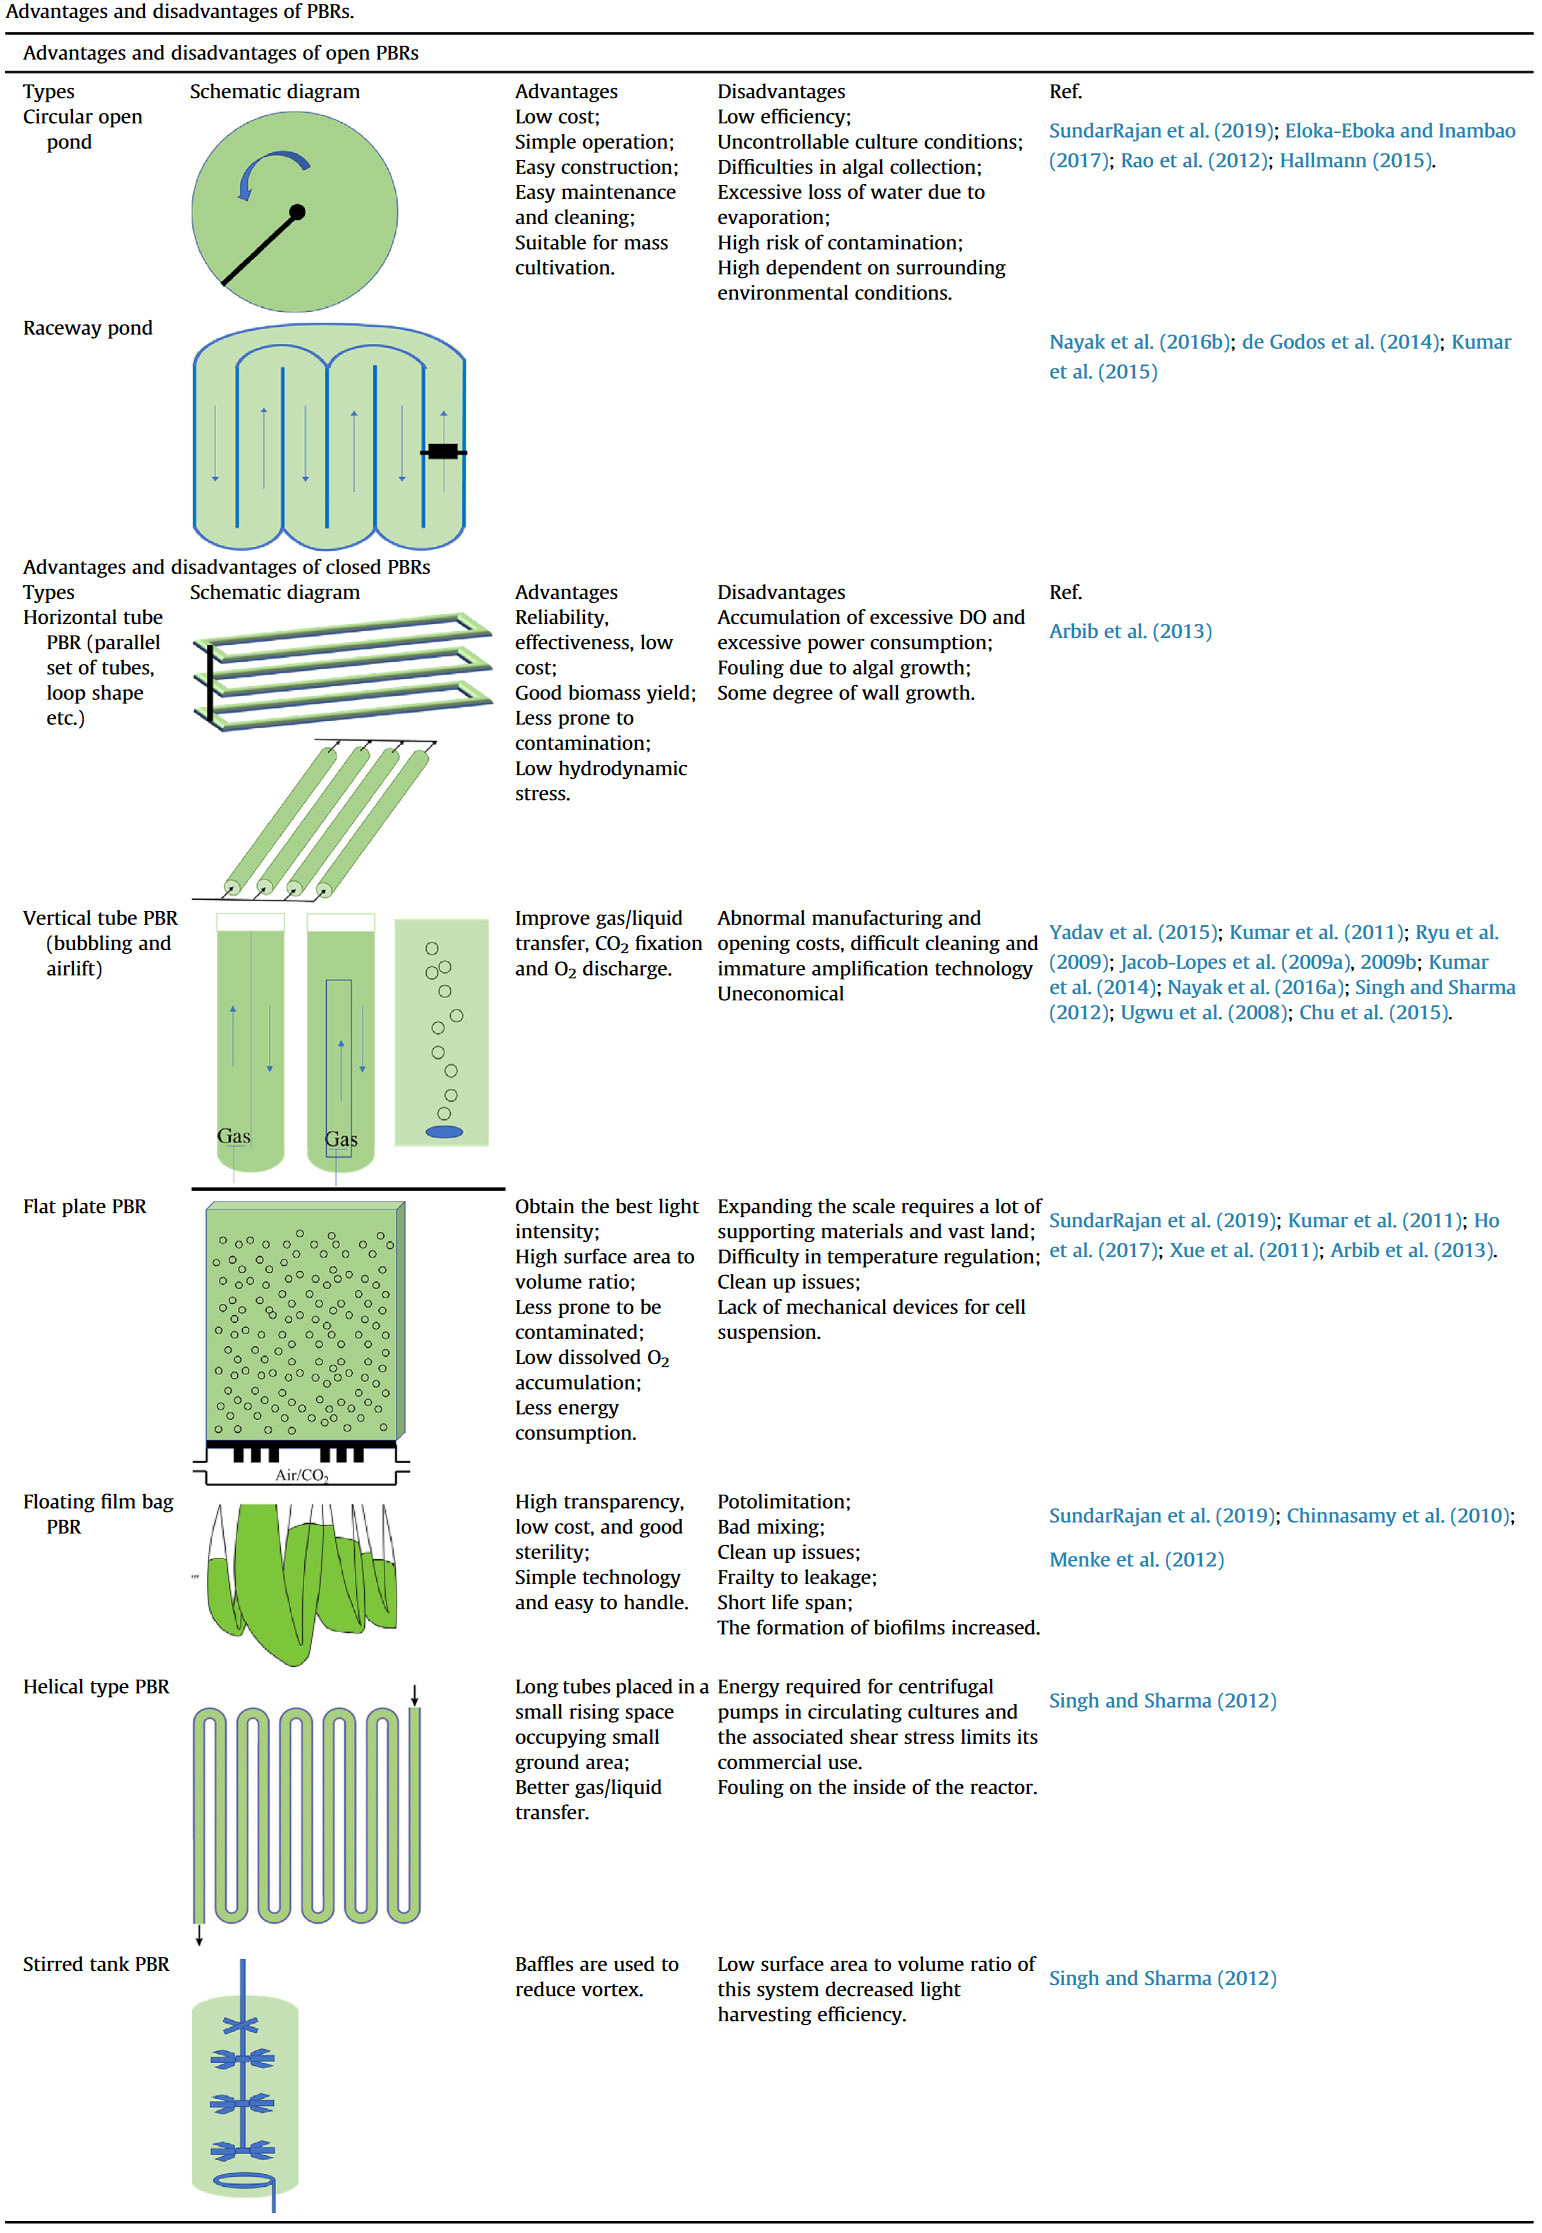 Advantages and disadvantages of PBRs.
Advantages and disadvantages of open PBRs
Types
Schematic diagram
Advantages
Disadvantages
Ref.
Circular open
pond
Low cost;
Simple operation;
Easy construction;
Easy maintenance
and cleaning;
Suitable for mass
cultivation.
Low efficiency;
Uncontrollable culture conditions;
Difficulties in algal collection;
Excessive loss of water due to
evaporation;
High risk of contamination;
High dependent on surrounding
environmental conditions.
SundarRajan et al. (2019); Eloka-Eboka and Inambao
(2017); Rao et al. (2012); Hallmann (2015).
Raceway pond
Nayak et al. (2016b); de Godos et al. (2014); Kumar
et al. (2015)
Advantages and disadvantages of closed PBRs
Types
Schematic diagram
Advantages
Disadvantages
Ref.
Horizontal tube
PBR (parallel
set of tubes,
loop shape
etc.)
Reliability,
effectiveness, low
cost;
Good biomass yield;
Less prone to
contamination;
Low hydrodynamic
stress.
Accumulation of excessive DO and
excessive power consumption;
Fouling due to algal growth;
Some degree of wall growth.
Arbib et al. (2013)
Vertical tube PBR
(bubbling and
airlift)
Gas
Gas
Improve gas/liquid
transfer, CO2 fixation
and O2 discharge.
Abnormal manufacturing and
opening costs, difficult cleaning and
immature amplification technology
Uneconomical
Yadav et al. (2015); Kumar et al. (2011); Ryu et al.
(2009); Jacob-Lopes et al. (2009a), 2009b; Kumar
et al. (2014); Nayak et al. (2016a); Singh and Sharma
(2012); Ugwu et al. (2008); Chu et al. (2015).
Flat plate PBR
Air/CO2
Obtain the best light
intensity;
High surface area to
volume ratio;
Less prone to be
contaminated;
Low dissolved O2
accumulation;
Less energy
consumption.
Expanding the scale requires a lot of
supporting materials and vast land;
Difficulty in temperature regulation;
Clean up issues;
Lack of mechanical devices for cell
suspension.
SundarRajan et al. (2019); Kumar et al. (2011); Ho
et al. (2017); Xue et al. (2011); Arbib et al. (2013).
Floating film bag
PBR
High transparency,
low cost, and good
sterility;
Simple technology
and easy to handle.
Potolimitation;
Bad mixing;
Clean up issues;
Frailty to leakage;
Short life span;
The formation of biofilms increased.
SundarRajan et al. (2019); Chinnasamy et al. (2010);
Menke et al. (2012)
Helical type PBR
Long tubes placed in a
small rising space
occupying small
ground area;
Better gas/liquid
transfer.
Energy required for centrifugal
pumps in circulating cultures and
the associated shear stress limits its
commercial use.
Fouling on the inside of the reactor.
Singh and Sharma (2012)
Stirred tank PBR
Baffles are used to
reduce vortex.
Low surface area to volume ratio of
this system decreased light
harvesting efficiency.
Singh and Sharma (2012)